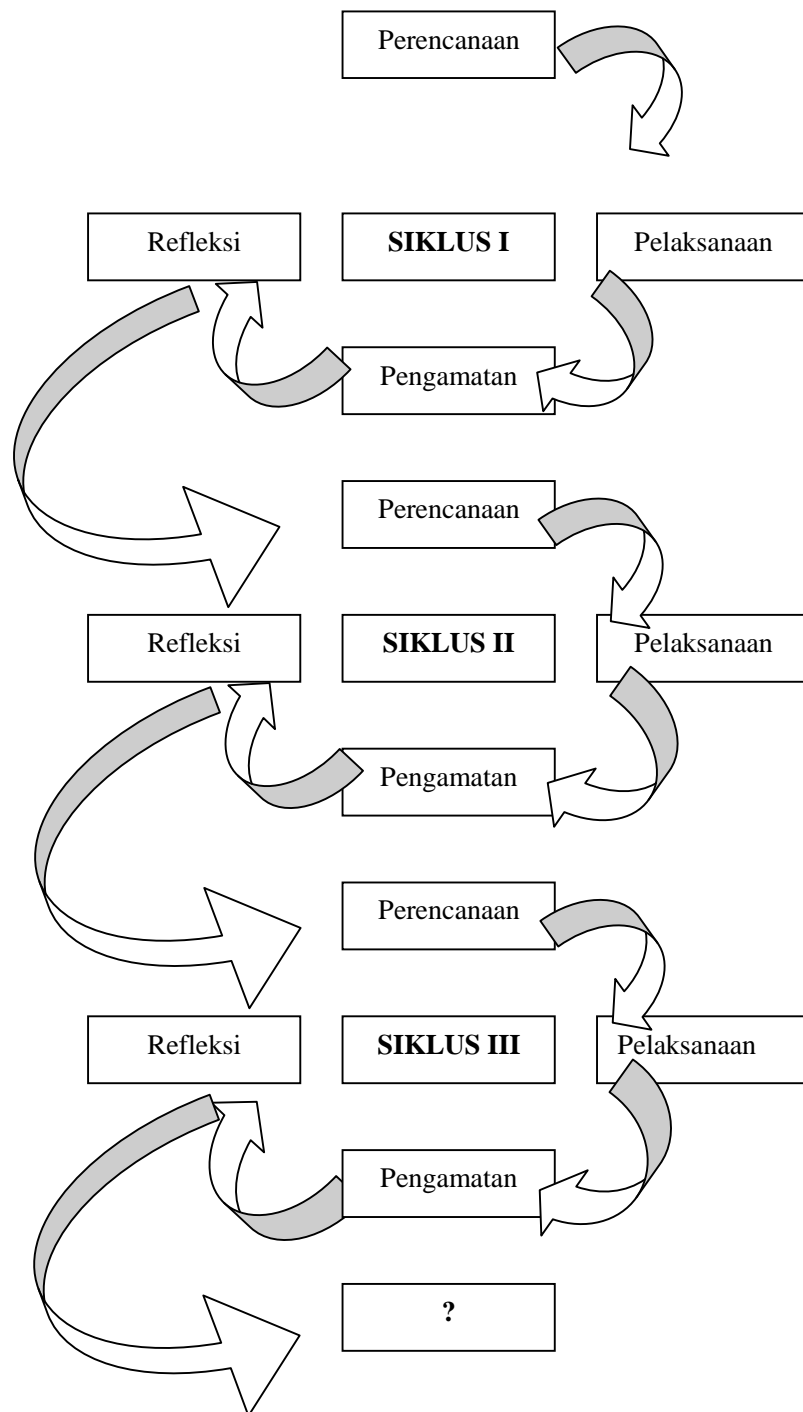 Perencanaan
Refleksi
SIKLUS I
Pelaksanaan
Pengamatan
Perencanaan
Refleksi
SIKLUS II
Pelaksanaan
Pengamatan
Perencanaan
Refleksi
SIKLUS III
Pelaksanaan
Pengamatan
?